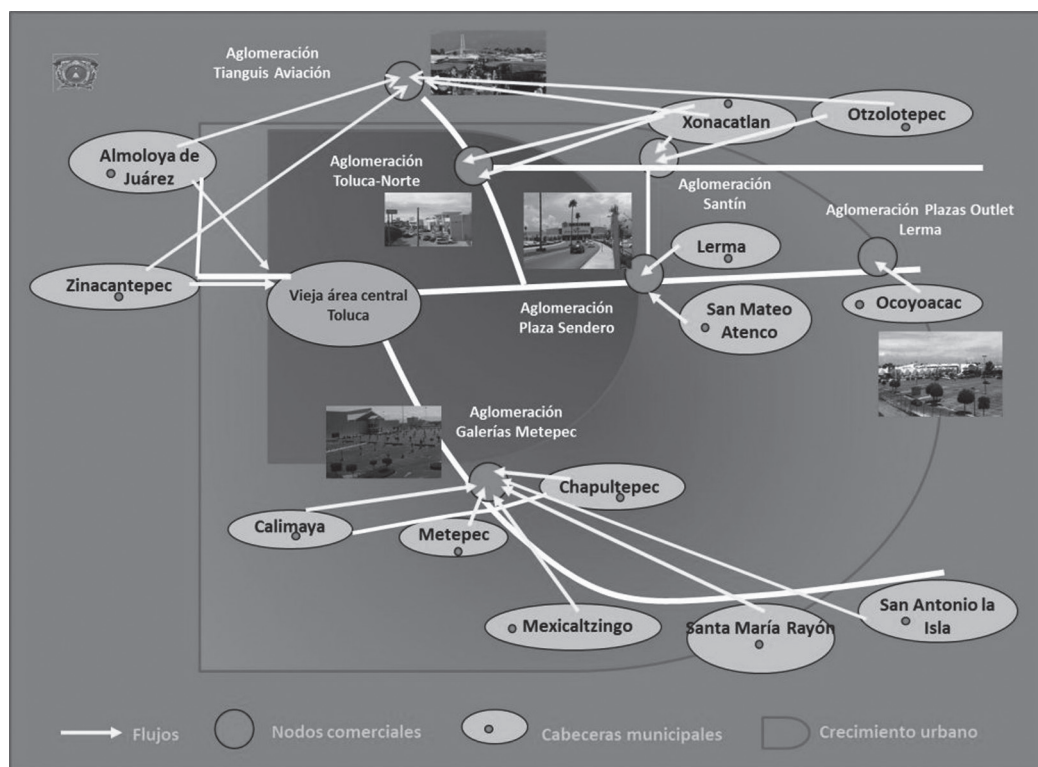 Aglomeración
Tianguis Aviación
Xonacatlan
Otzolotepec
Almoloya de
Juárez
Aglomeración
Toluca-Norte
Aglomeración
Santín
Aglomeración Plazas Outlet
Lerma
Lerma
Zinacantepec
Vieja área central
Toluca
Aglomeración
Plaza Sendero
San Mateo
Atenco
Ocoyoacac
Aglomeración
Galerías Metepec
Chapultepec
Calimaya
Metepec
Mexicaltzingo
Santa María Rayón
San Antonio la
Isla
Flujos
Nodos comerciales
Cabeceras municipales
Crecimiento urbano